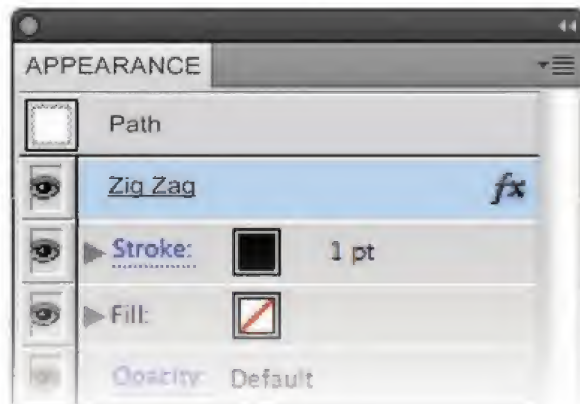 APPEARANCE
Path
Zig Zag fx
Stroke: 1 pt
Fill:
Opacity: Default